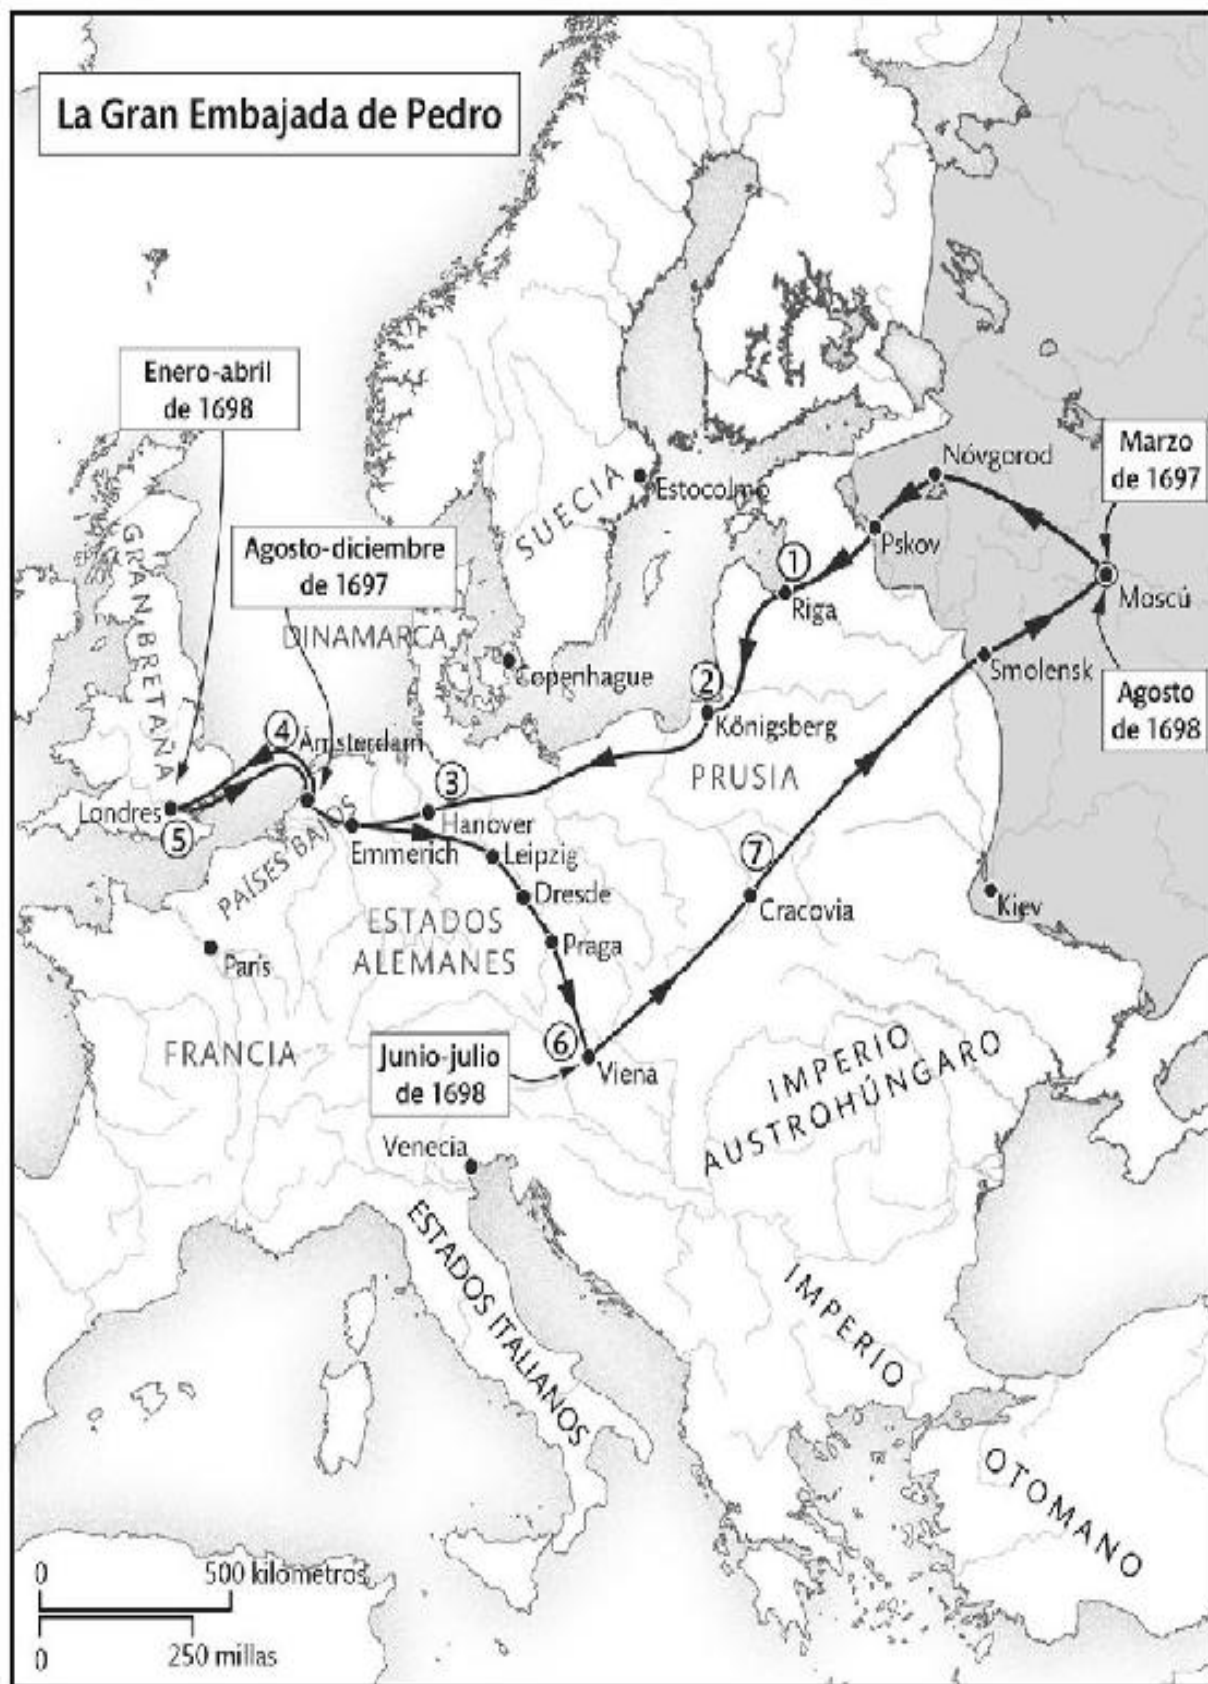 La Gran Embajada de Pedro
Enero-abril
de 1698
Marzo
de 1697
Nóvgorod
Estocolmo
SUECIA
GRAN BRETAÑA
Agosto-diciembre
de 1697
Pskov
1
Riga
Moscú
DINAMARCA
Copenhague
Smolensk
2
Königsberg
Agosto
de 1698
4
Ámsterdam
PRUSIA
3
Londres
5
Hanover
PAÍSES BAJOS
Emmerich
Leipzig
7
Dresde
Cracovia
Kiev
ESTADOS
ALEMANES
Praga
París
FRANCIA
6
Viena
Junio-julio
de 1698
IMPERIO
AUSTROHÚNGARO
Venecia
ESTADOS ITALIANOS
IMPERIO
OTOMANO
0
500 kilómetros
0
250 millas